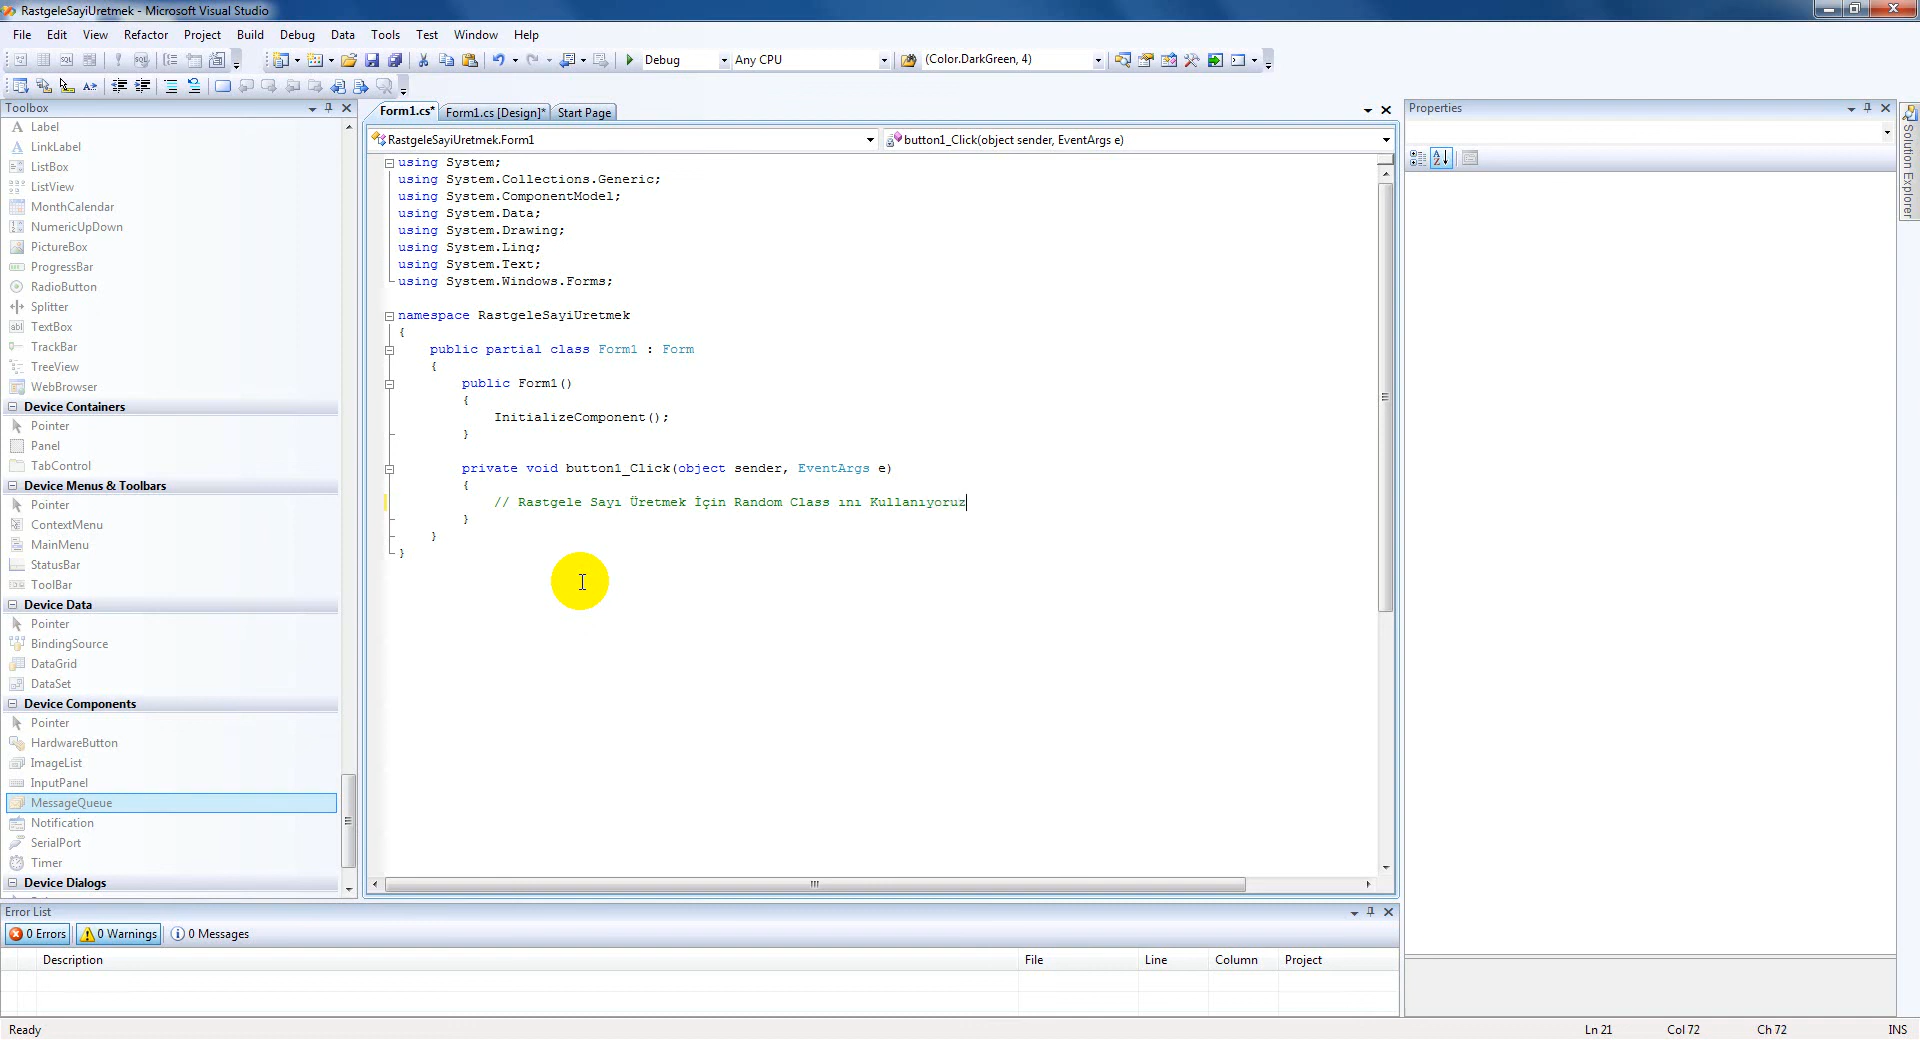 RastgeleSayiUretmek - Microsoft Visual Studio
File Edit View Refactor Project Build Debug Data Tools Test Window Help
Debug Any CPU (Color.DarkGreen, 4)
Toolbox
Label
LinkLabel
ListBox
ListView
MonthCalendar
NumericUpDown
PictureBox
ProgressBar
RadioButton
Splitter
TextBox
TrackBar
TreeView
WebBrowser
Device Containers
Pointer
Panel
TabControl
Device Menus & Toolbars
Pointer
ContextMenu
MainMenu
StatusBar
ToolBar
Device Data
Pointer
BindingSource
DataGrid
DataSet
Device Components
Pointer
HardwareButton
ImageList
InputPanel
MessageQueue
Notification
SerialPort
Timer
Device Dialogs
Form1.cs* Form1.cs [Design]* Start Page
RastgeleSayiUretmek.Form1 button1_Click(object sender, EventArgs e)
using System;
using System.Collections.Generic;
using System.ComponentModel;
using System.Data;
using System.Drawing;
using System.Linq;
using System.Text;
using System.Windows.Forms;
namespace RastgeleSayiUretmek
{
public partial class Form1 : Form
{
public Form1()
{
InitializeComponent();
}
private void button1_Click(object sender, EventArgs e)
{
// Rastgele Sayı Üretmek İçin Random Class ını Kullanıyoruz
}
}
}
Properties
Solution Explorer
Error List
0 Errors 0 Warnings 0 Messages
Description File Line Column Project
Ready Ln 21 Col 72 Ch 72 INS